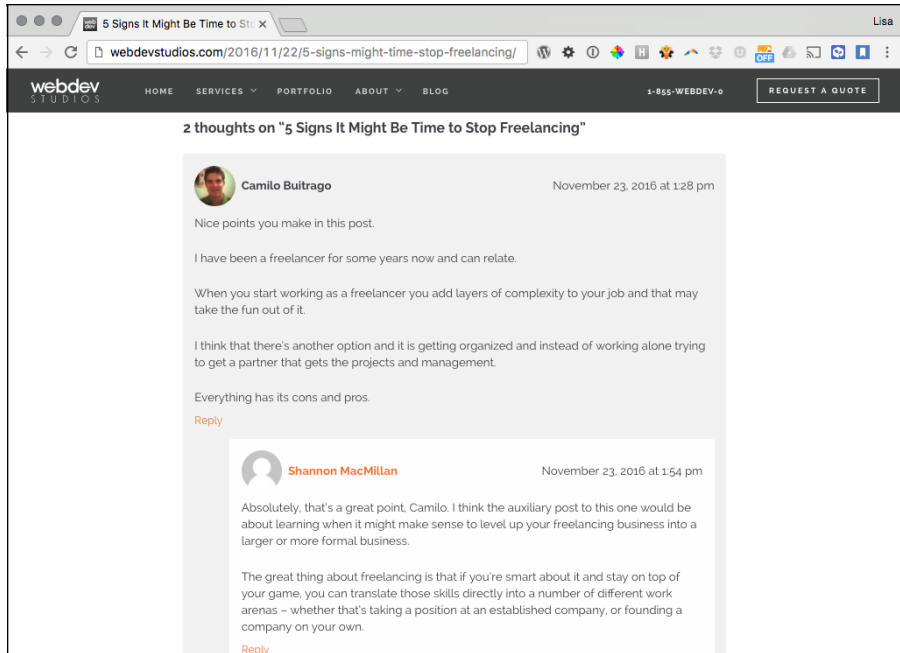 5 Signs It Might Be Time to Sto
Lisa
webdevstudios.com/2016/11/22/5-signs-might-time-stop-freelancing/
OFF
webdev
STUDIOS
HOME SERVICES PORTFOLIO ABOUT BLOG 1-855-WEBDEV-0 REQUEST A QUOTE
2 thoughts on “5 Signs It Might Be Time to Stop Freelancing”
Camilo Buitrago November 23, 2016 at 1:28 pm
Nice points you make in this post.
I have been a freelancer for some years now and can relate.
When you start working as a freelancer you add layers of complexity to your job and that may
take the fun out of it.
I think that there's another option and it is getting organized and instead of working alone trying
to get a partner that gets the projects and management.
Everything has its cons and pros.
Reply
Shannon MacMillan November 23, 2016 at 1:54 pm
Absolutely, that's a great point, Camilo. I think the auxiliary post to this one would be
about learning when it might make sense to level up your freelancing business into a
larger or more formal business.
The great thing about freelancing is that if you're smart about it and stay on top of
your game, you can translate those skills directly into a number of different work
arenas – whether that's taking a position at an established company, or founding a
company on your own.
Reply